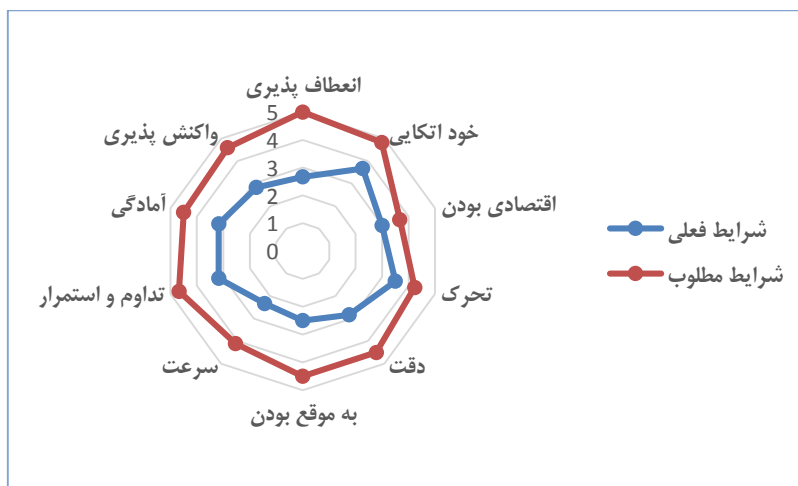 انعطاف پذیری
خود اتکایی
اقتصادی بودن
تحرک
دقت
به موقع بودن
سرعت
تداوم و استمرار
آمادگی
واکنش پذیری
5
4
3
2
1
0
شرایط فعلی
شرایط مطلوب